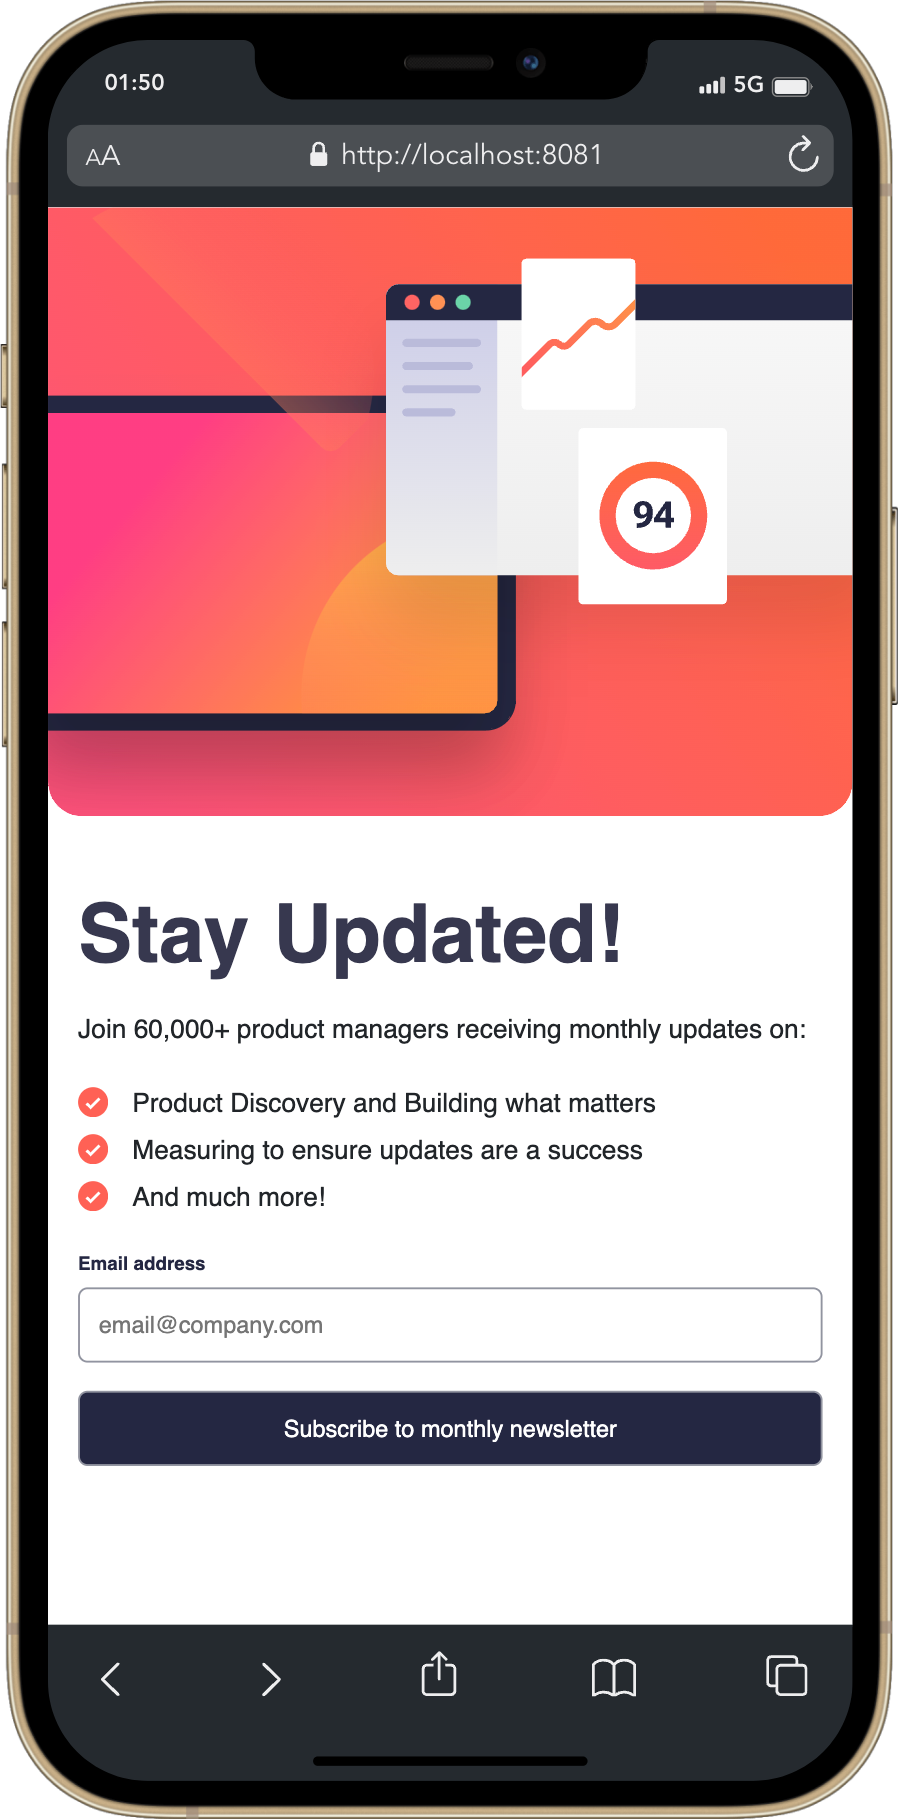 01:50
5G
AA
http://localhost:8081
94
Stay Updated!
Join 60,000+ product managers receiving monthly updates on:
Product Discovery and Building what matters
Measuring to ensure updates are a success
And much more!
Email address
email@company.com
Subscribe to monthly newsletter